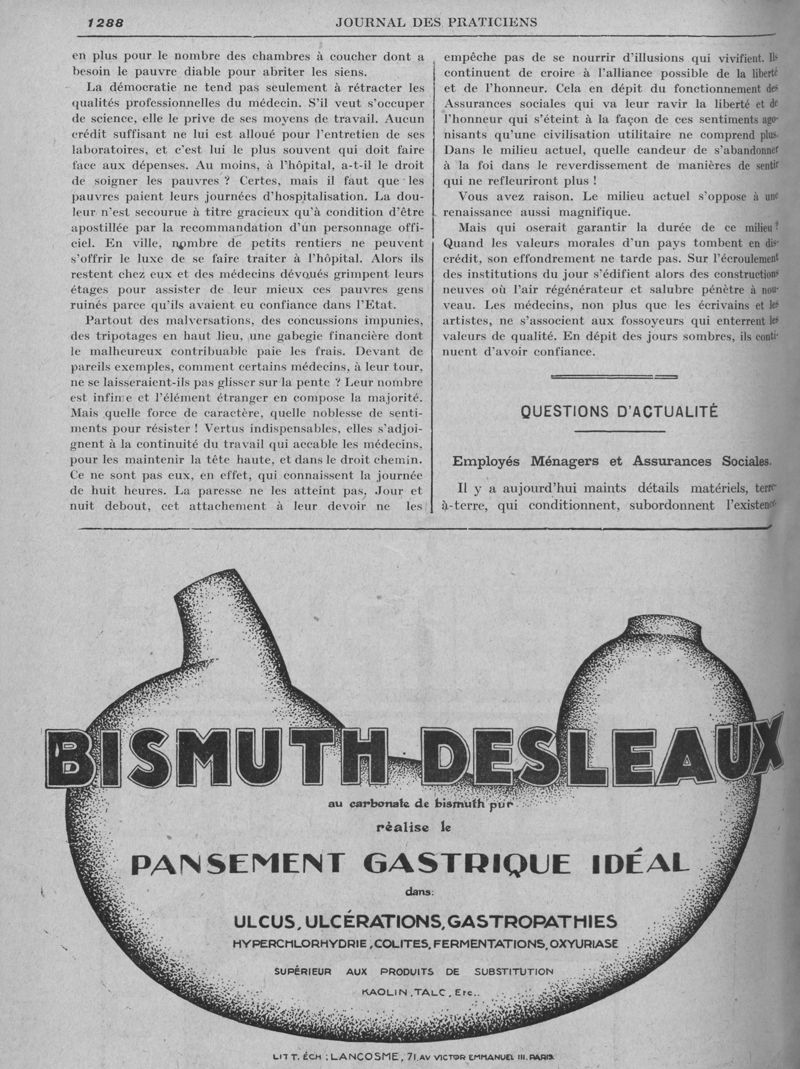 1288
JOURNAL DES PRATICIENS
en plus pour le nombre des chambres à coucher dont a
besoin le pauvre diable pour abriter les siens.
La démocratie ne tend pas seulement à rétracter les
qualités professionnelles du médecin. S'il veut s'occuper
de science, elle le prive de ses moyens de travail. Aucun
crédit suffisant ne lui est alloué pour l'entretien de ses
laboratoires, et c'est lui le plus souvent qui doit faire
face aux dépenses. Au moins, à l'hôpital, a-t-il le droit
de soigner les pauvres ? Certes, mais il faut que les
pauvres paient leurs journées d'hospitalisation. La dou-
leur n'est secourue à titre gracieux qu'à condition d'être
apostillée par la recommandation d'un personnage offi-
ciel. En ville, nombre de petits rentiers ne peuvent
s'offrir le luxe de se faire traiter à l'hôpital. Alors ils
restent chez eux et des médecins dévoués grimpent leurs
étages pour assister de leur mieux ces pauvres gens
ruinés parce qu'ils avaient eu confiance dans l'Etat.
Partout des malversations, des concussions impunies,
des tripotages en haut lieu, une gabegie financière dont
le malheureux contribuable paie les frais. Devant de
pareils exemples, comment certains médecins, à leur tour,
ne se laisseraient-ils pas glisser sur la pente ? Leur nombre
est infime et l'élément étranger en compose la majorité.
Mais quelle force de caractère, quelle noblesse de senti-
ments pour résister ! Vertus indispensables, elles s'adjoi-
gnent à la continuité du travail qui accable les médecins,
pour les maintenir la tête haute, et dans le droit chemin.
Ce ne sont pas eux, en effet, qui connaissent la journée
de huit heures. La paresse ne les atteint pas. Jour et
nuit debout, cet attachement à leur devoir ne les
empêche pas de se nourrir d'illusions qui vivifient. Ils
continuent de croire à l'alliance possible de la liberté
et de l'honneur. Cela en dépit du fonctionnement des
Assurances sociales qui va leur ravir la liberté et de
l'honneur qui s'éteint à la façon de ces sentiments ago-
nisants qu'une civilisation utilitaire ne comprend plus.
Dans le milieu actuel, quelle candeur de s'abandonner
à la foi dans le reverdissement de manières de sentir
qui ne refleuriront plus !
Vous avez raison. Le milieu actuel s'oppose à une
renaissance aussi magnifique.
Mais qui oserait garantir la durée de ce milieu ?
Quand les valeurs morales d'un pays tombent en dis-
crédit, son effondrement ne tarde pas. Sur l'écroulement
des institutions du jour s'édifient alors des constructions
neuves où l'air régénérateur et salubre pénètre à nou-
veau. Les médecins, non plus que les écrivains et les
artistes, ne s'associent aux fossoyeurs qui enterrent les
valeurs de qualité. En dépit des jours sombres, ils conti-
nuent d'avoir confiance.
QUESTIONS D'ACTUALITÉ
Employés Ménagers et Assurances Sociales.
Il y a aujourd'hui maints détails matériels, terre-
à-terre, qui conditionnent, subordonnent l'existence
BISMUTH DESLEAUX
au carbonate de bismuth pur
réalise le
PANSEMENT GASTRIQUE IDÉAL
dans:
ULCUS, ULCÉRATIONS, GASTROPATHIES
HYPERCHLORHYDRIE, COLITES, FERMENTATIONS, OXYURIASE
SUPÉRIEUR AUX PRODUITS DE SUBSTITUTION
KAOLIN, TALC, Etc..
LITT. ÉCH : LANCOSME, 71, AV VICTOR EMMANUEL III. PARIS